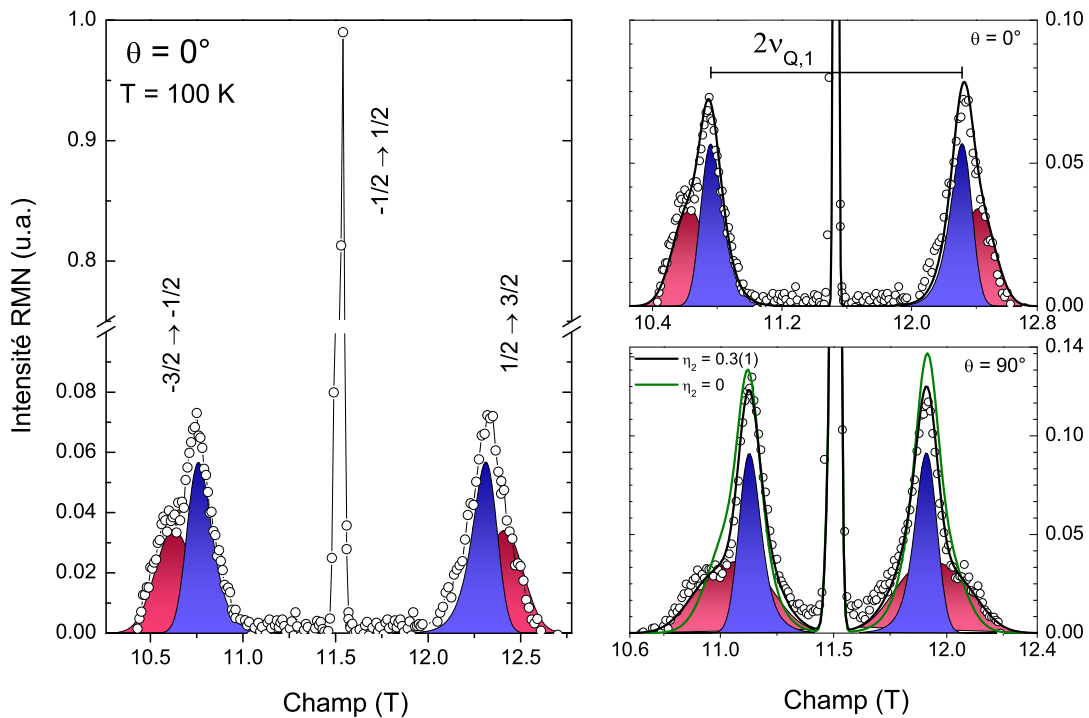 Intensité RMN (u.a.)
1.0
0.9
0.8
0.08
0.06
0.04
0.02
0.00
θ = 0°
T = 100 K
-3/2 → -1/2
-1/2 → 1/2
1/2 → 3/2
10.5 11.0 11.5 12.0 12.5
Champ (T)
2ν_Q,1
θ = 0°
0.10
0.05
0.00
10.4 11.2 12.0 12.8
η₂ = 0.3(1)
η₂ = 0
θ = 90°
0.14
0.10
0.05
0.00
10.6 11.0 11.5 12.0 12.4
Champ (T)